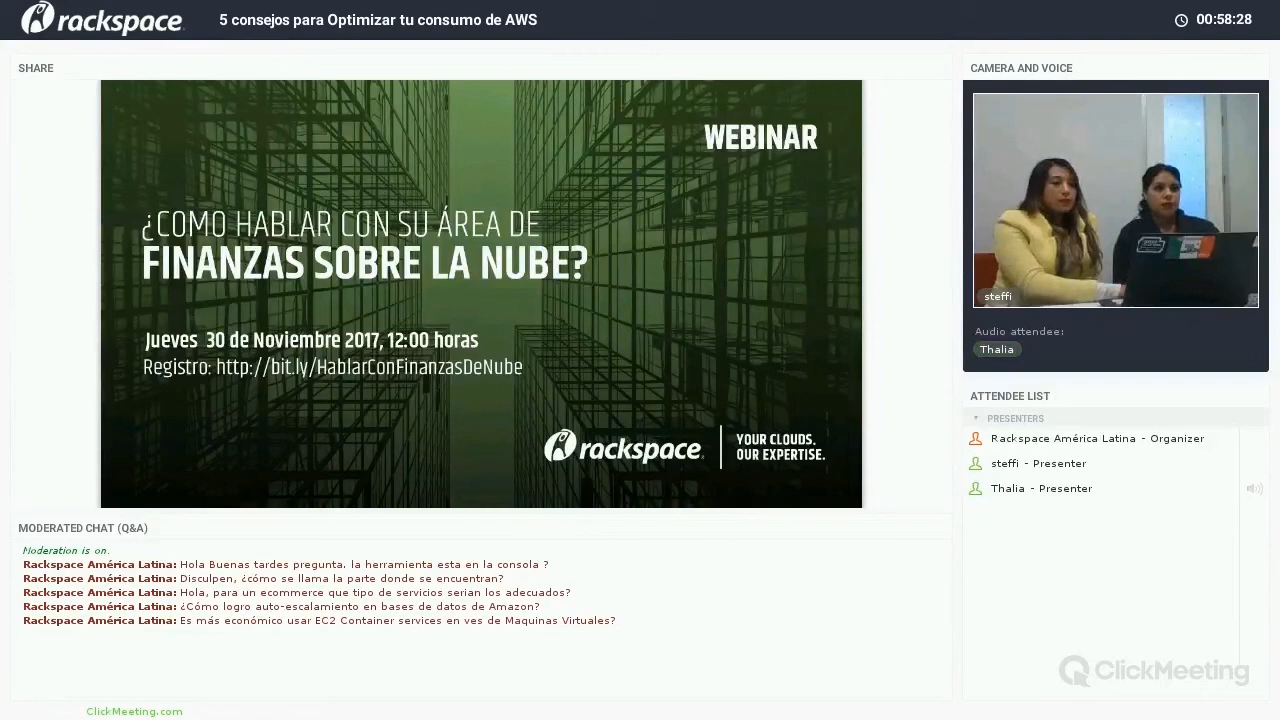 rackspace
5 consejos para Optimizar tu consumo de AWS
00:58:28
SHARE
WEBINAR
¿COMO HABLAR CON SU ÁREA DE
FINANZAS SOBRE LA NUBE?
Jueves 30 de Noviembre 2017, 12:00 horas
Registro: http://bit.ly/HablarConFinanzasDeNube
rackspace
YOUR CLOUDS.
OUR EXPERTISE.
MODERATED CHAT (Q&A)
Moderation is on.
Rackspace América Latina: Hola Buenas tardes pregunta. la herramienta esta en la consola ?
Rackspace América Latina: Disculpen, ¿cómo se llama la parte donde se encuentran?
Rackspace América Latina: Hola, para un ecommerce que tipo de servicios serian los adecuados?
Rackspace América Latina: ¿Cómo logro auto-escalamiento en bases de datos de Amazon?
Rackspace América Latina: Es más económico usar EC2 Container services en ves de Maquinas Virtuales?
CAMERA AND VOICE
steffi
Audio attendee:
Thalia
ATTENDEE LIST
PRESENTERS
Rackspace América Latina - Organizer
steffi - Presenter
Thalia - Presenter
ClickMeeting
ClickMeeting.com